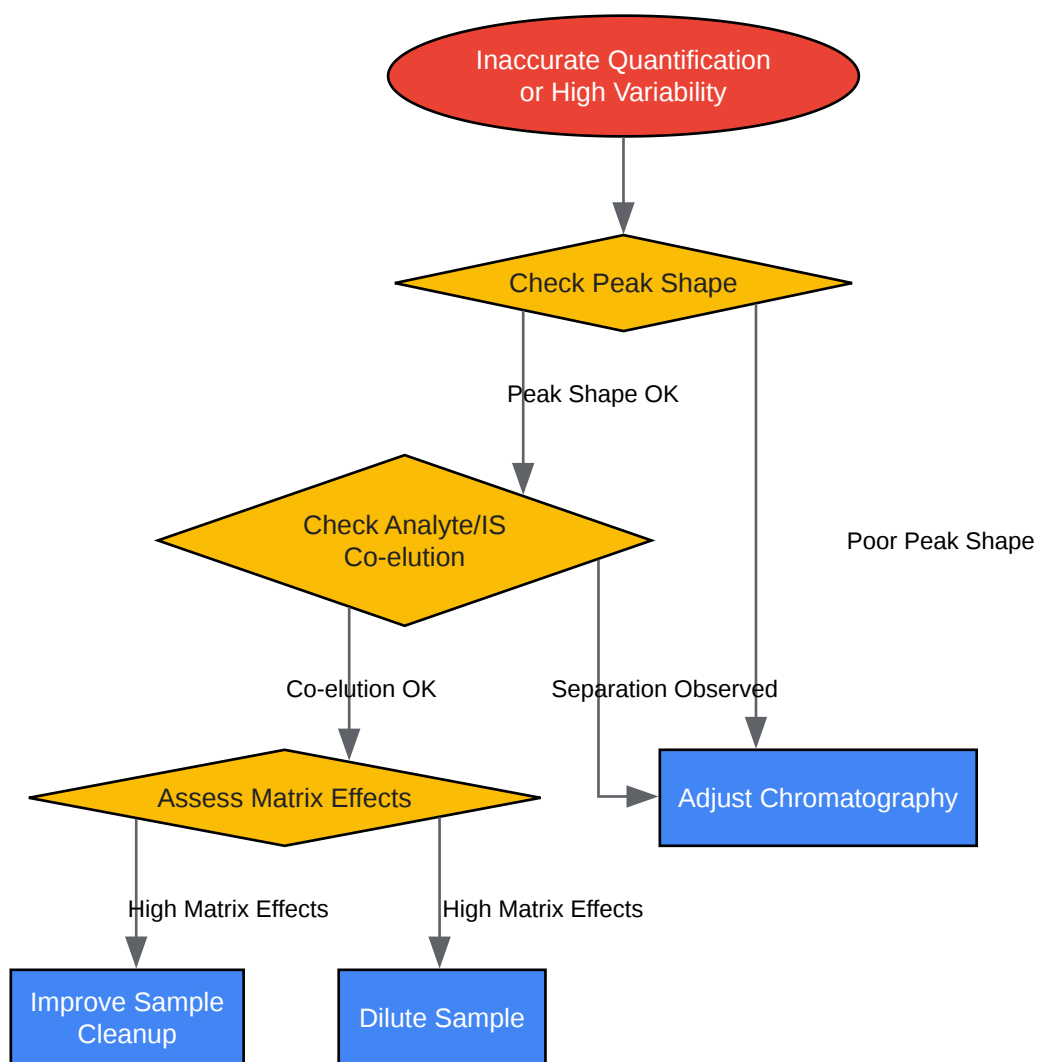 Inaccurate Quantification
or High Variability
Check Peak Shape
Peak Shape OK
Check Analyte/IS
Co-elution
Poor Peak Shape
Co-elution OK
Separation Observed
Assess Matrix Effects
Adjust Chromatography
High Matrix Effects
High Matrix Effects
Improve Sample
Cleanup
Dilute Sample